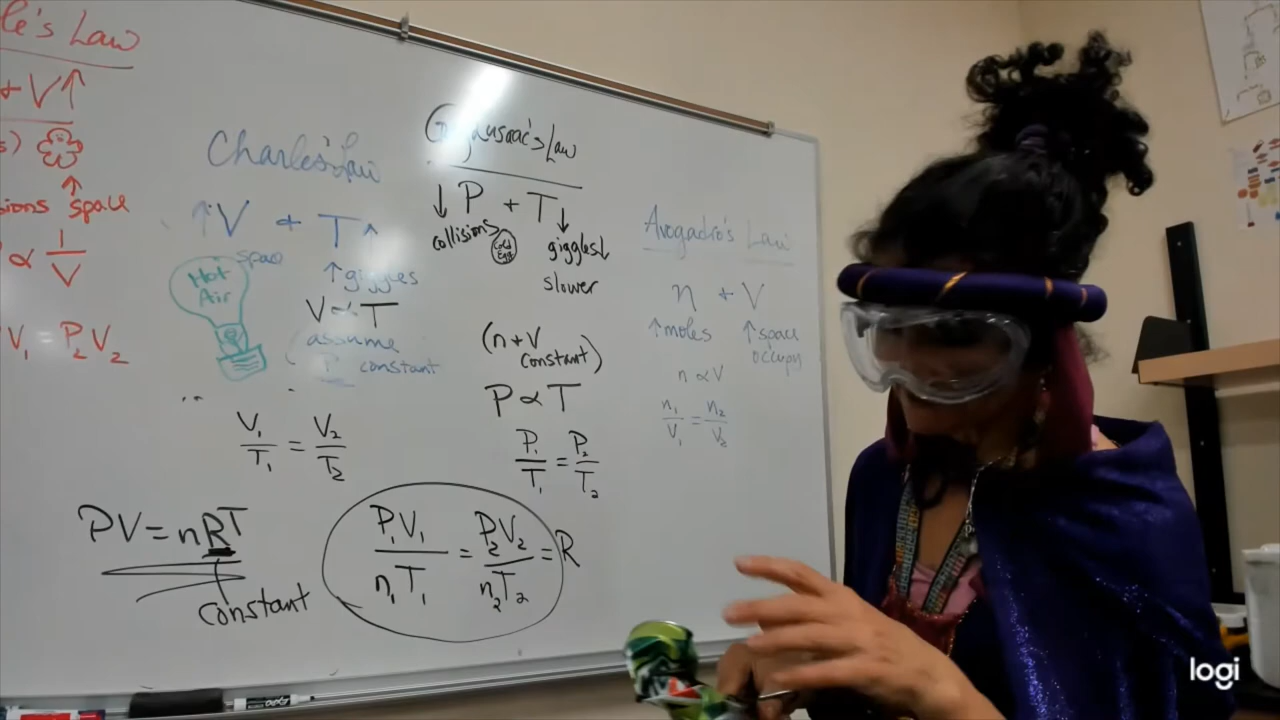 le's Law
+ V↑
s)
↑
sions space
∝ 1/V
V₁ P₂V₂
Charles' Law
↑V + T↑
space ↑giggles
Hot
Air
V ∝ T
assume
P constant
V₁/T₁ = V₂/T₂
Gay Lussac's Law
↓P + T↓
collisions giggles↓
slower
Cold
Egg
(n+V
constant)
P ∝ T
P₁/T₁ = P₂/T₂
Avogadro's Law
n + V
↑moles ↑space
occupy
n ∝ V
n₁/V₁ = n₂/V₂
PV = nRT
constant
P₁V₁/n₁T₁ = P₂V₂/n₂T₂ = R
logi